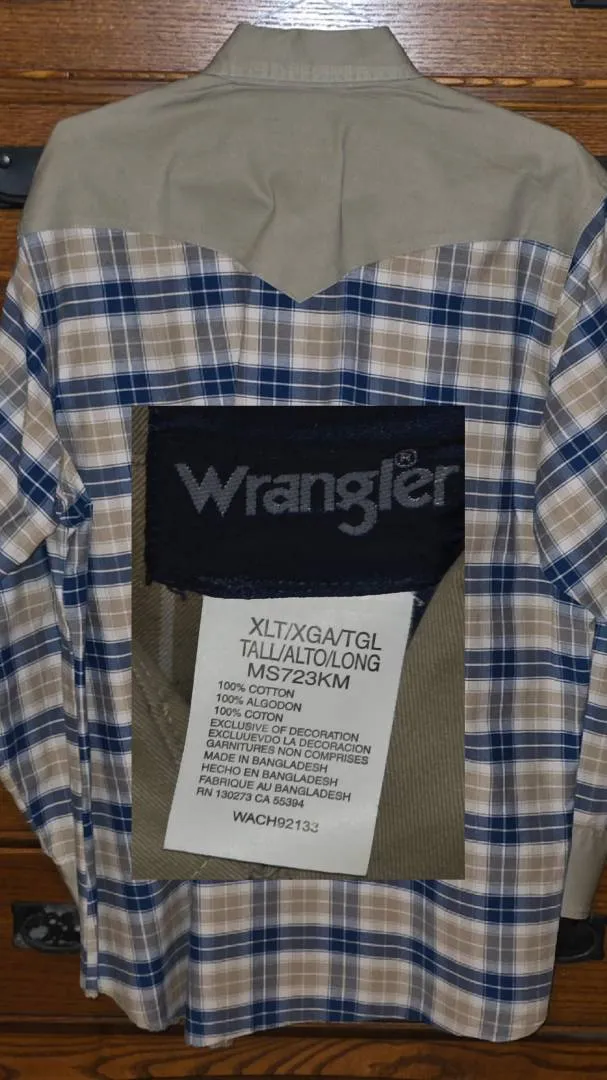 Wrangler®
XLT/XGA/TGL
TALL/ALTO/LONG
MS723KM
100% COTTON
100% ALGODON
100% COTON
EXCLUSIVE OF DECORATION
EXCLUUEVDO LA DECORACION
GARNITURES NON COMPRISES
MADE IN BANGLADESH
HECHO EN BANGLADESH
FABRIQUE AU BANGLADESH
RN 130273 CA 55394
WACH92133